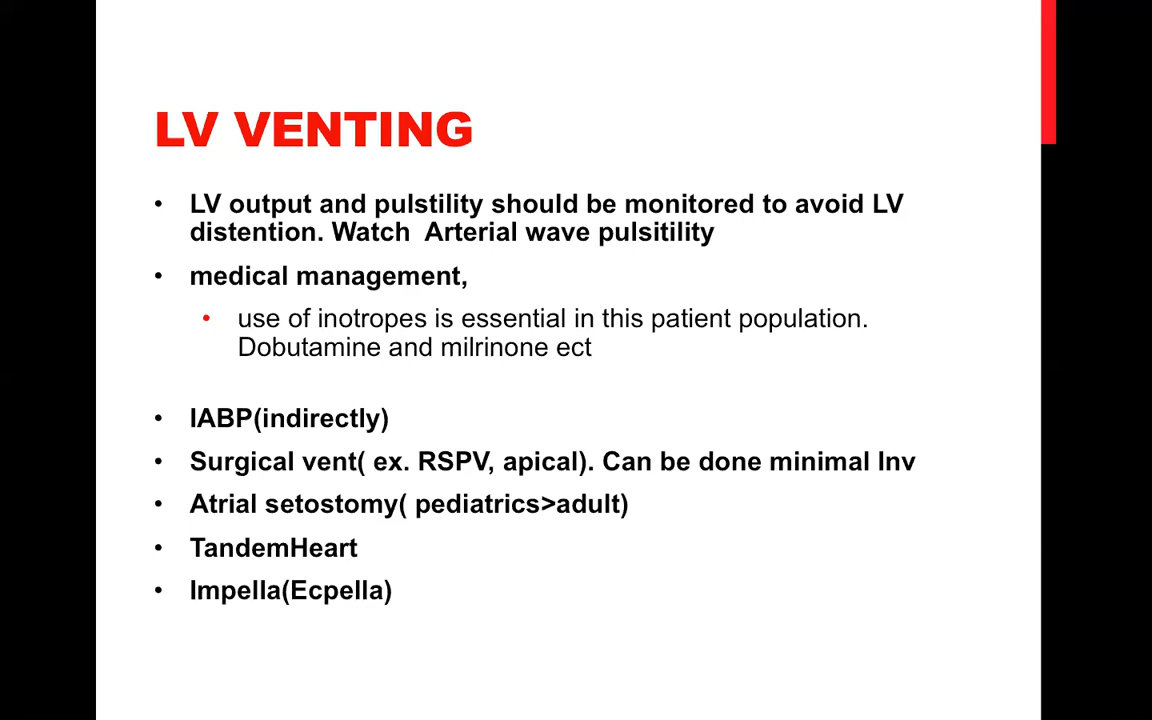 LV VENTING
• LV output and pulstility should be monitored to avoid LV
distention. Watch Arterial wave pulsitility
• medical management,
• use of inotropes is essential in this patient population.
Dobutamine and milrinone ect
• IABP(indirectly)
• Surgical vent( ex. RSPV, apical). Can be done minimal Inv
• Atrial setostomy( pediatrics>adult)
• TandemHeart
• Impella(Ecpella)